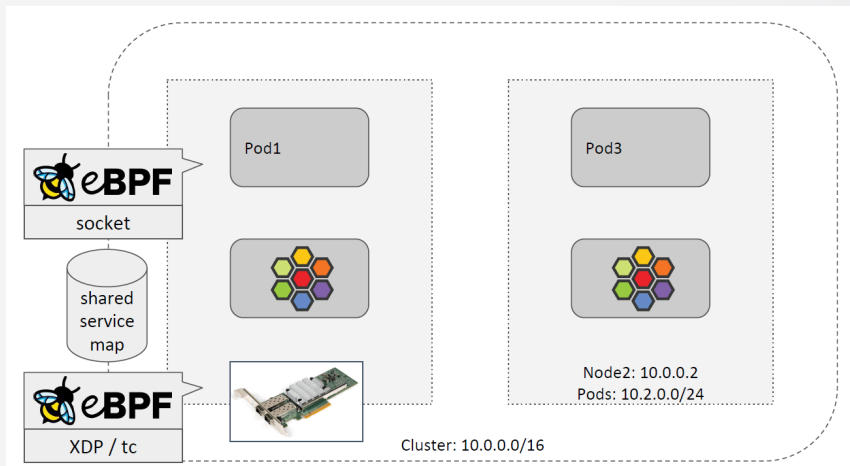 Pod1
Pod3
eBPF
socket
shared
service
map
eBPF
XDP / tc
Node2: 10.0.0.2
Pods: 10.2.0.0/24
Cluster: 10.0.0.0/16